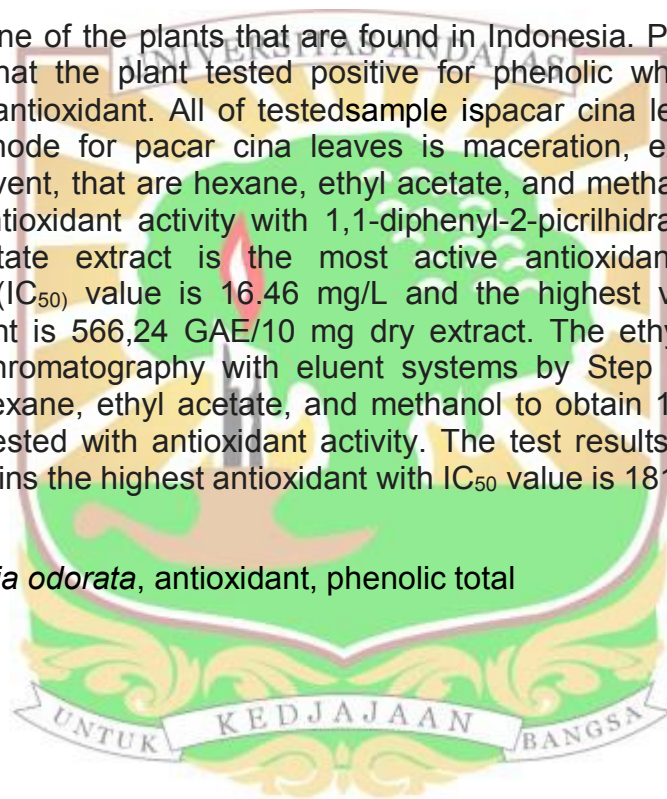 ne of the plants that are found in Indonesia. P
UNIVERSITAS ANDALAS
hat the plant tested positive for phenolic wh
antioxidant. All of testedsample ispacar cina le
node for pacar cina leaves is maceration, e
vent, that are hexane, ethyl acetate, and metha
ntioxidant activity with 1,1-diphenyl-2-picrilhidra
tate extract is the most active antioxidan
(IC50) value is 16.46 mg/L and the highest v
nt is 566,24 GAE/10 mg dry extract. The ethy
hromatography with eluent systems by Step
exane, ethyl acetate, and methanol to obtain 1
ested with antioxidant activity. The test results
ins the highest antioxidant with IC50 value is 181
ia odorata, antioxidant, phenolic total
UNTUK KEDJAJAAN BANGSA